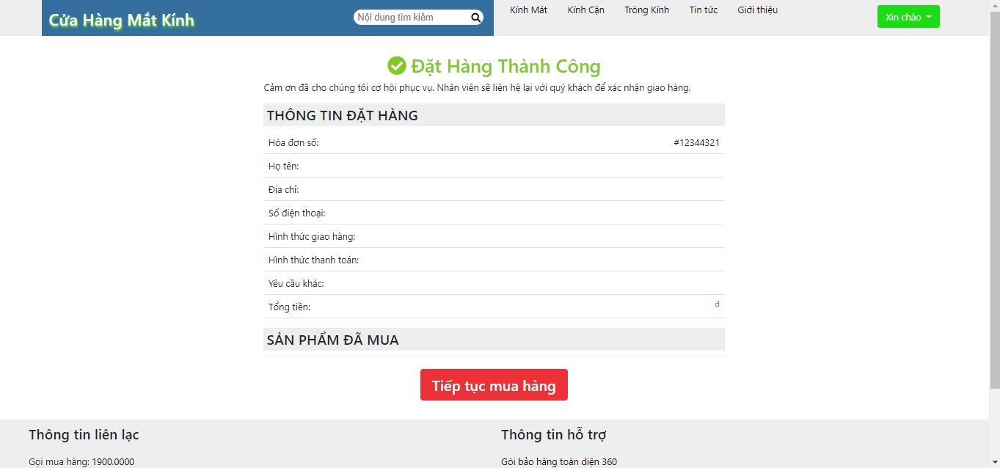 Cửa Hàng Mắt Kính
Nội dung tìm kiếm
Kính Mát
Kính Cận
Tròng Kính
Tin tức
Giới thiệu
Xin chào
Đặt Hàng Thành Công
Cảm ơn đã cho chúng tôi cơ hội phục vụ. Nhân viên sẽ liên hệ lại với quý khách để xác nhận giao hàng.
THÔNG TIN ĐẶT HÀNG
Hóa đơn số: #12344321
Họ tên:
Địa chỉ:
Số điện thoại:
Hình thức giao hàng:
Hình thức thanh toán:
Yêu cầu khác:
Tổng tiền: đ
SẢN PHẨM ĐÃ MUA
Tiếp tục mua hàng
Thông tin liên lạc
Gọi mua hàng: 1900.0000
Thông tin hỗ trợ
Gói bảo hàng toàn diện 360